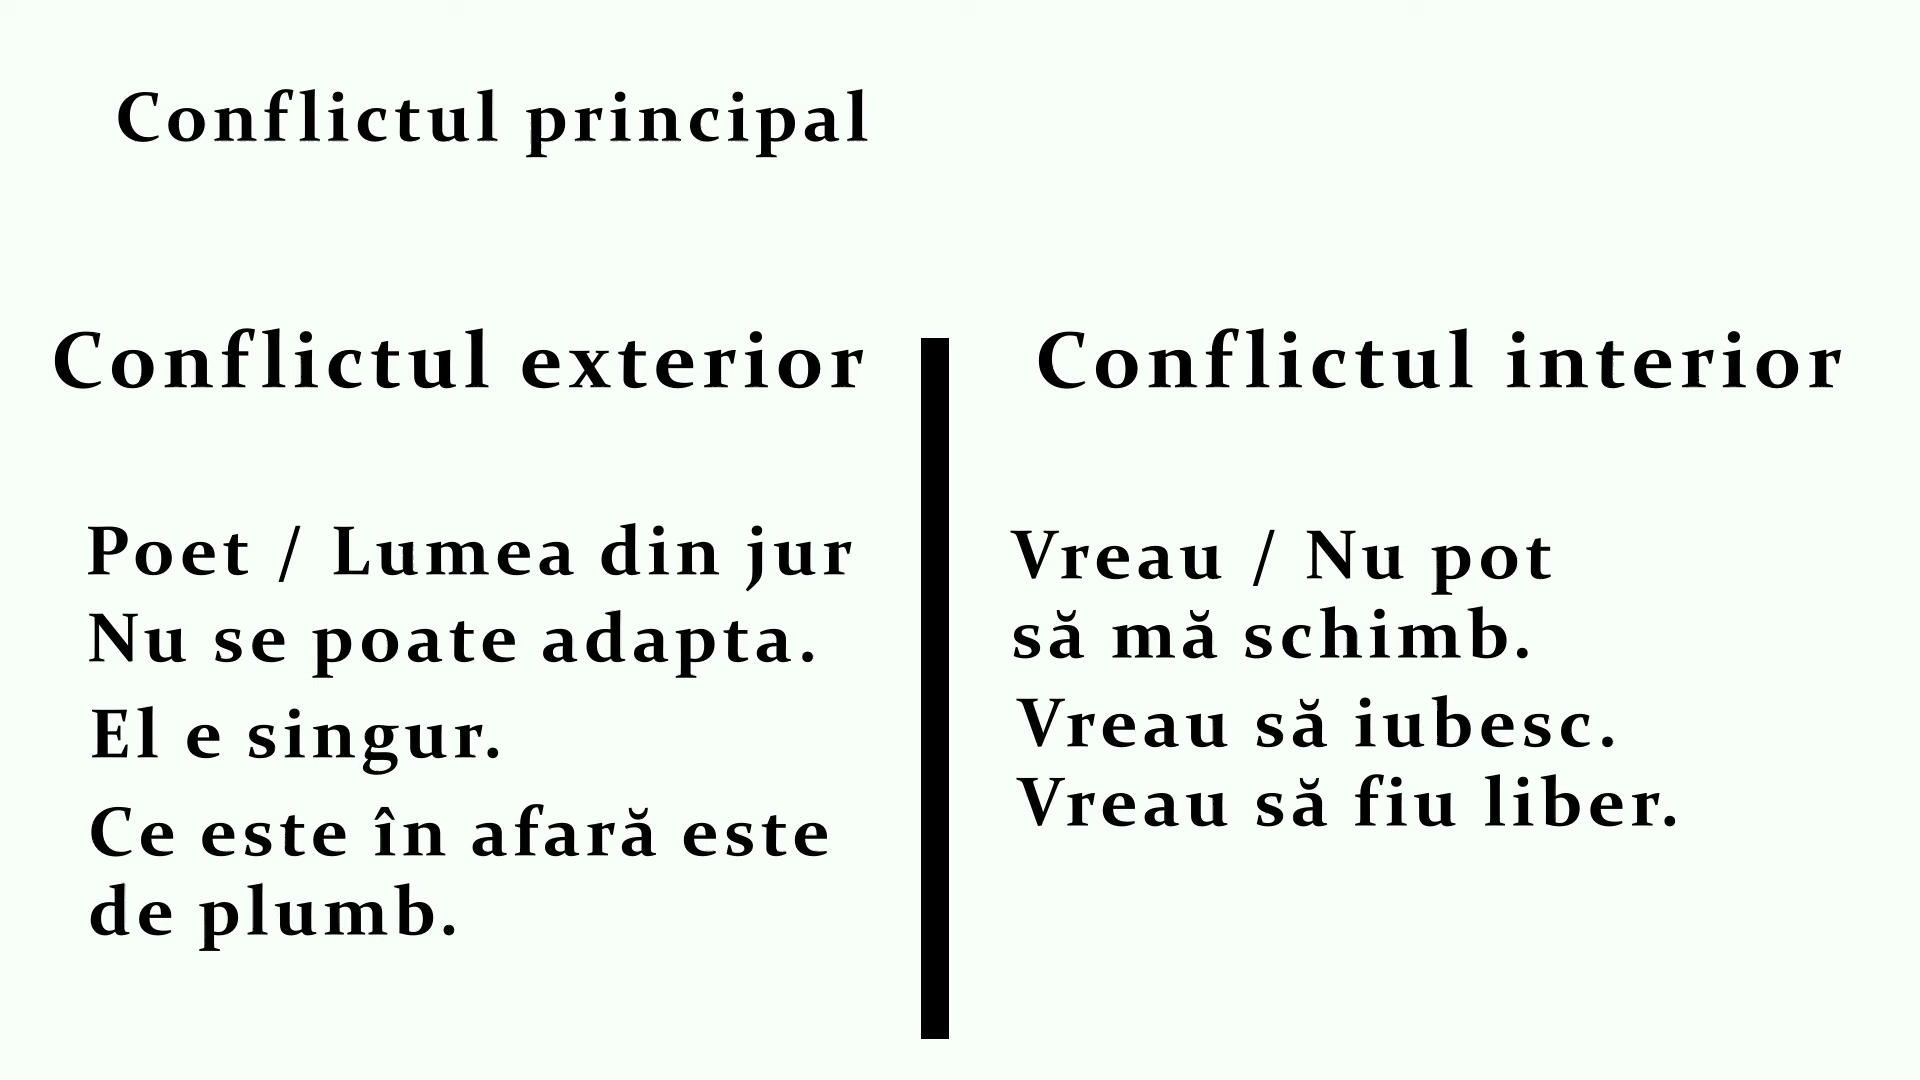 Conflictul principal
Conflictul exterior
Poet / Lumea din jur
Nu se poate adapta.
El e singur.
Ce este în afară este
de plumb.
Conflictul interior
Vreau / Nu pot
să mă schimb.
Vreau să iubesc.
Vreau să fiu liber.